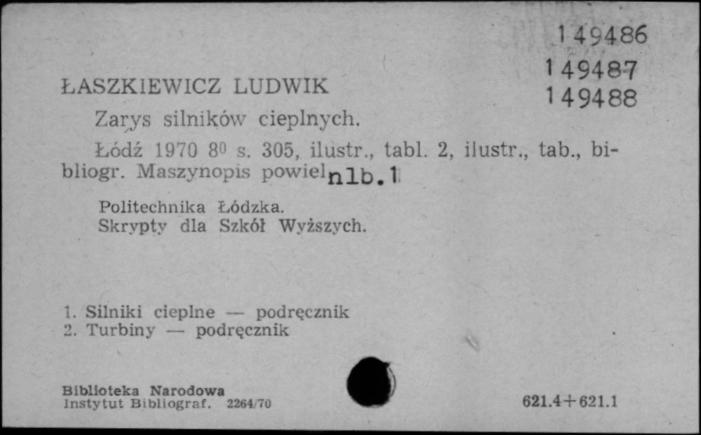 149486
149487
149488
ŁASZKIEWICZ LUDWIK
Zarys silników cieplnych.
Łódź 1970 8⁰ s. 305, ilustr., tabl. 2, ilustr., tab., bi-
bliogr. Maszynopis powiel nlb. 1
Politechnika Łódzka.
Skrypty dla Szkół Wyższych.
1. Silniki cieplne — podręcznik
2. Turbiny — podręcznik
Biblioteka Narodowa
Instytut Bibliograf. 2264/70
621.4+621.1